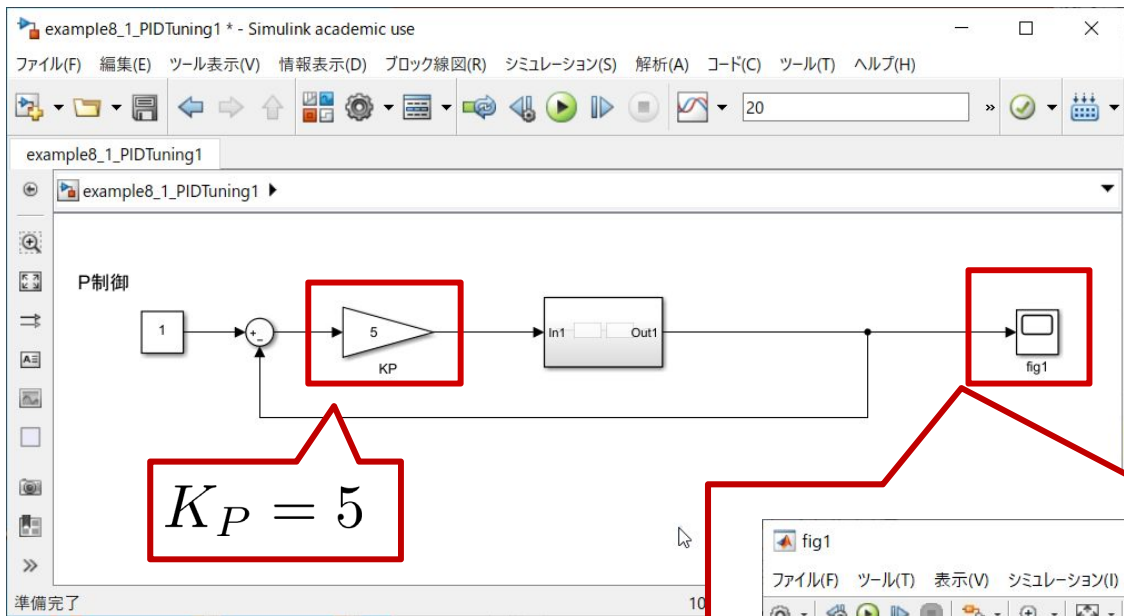 example8_1_PIDTuning1 * - Simulink academic use
ファイル(F) 編集(E) ツール表示(V) 情報表示(D) ブロック線図(R) シミュレーション(S) 解析(A) コード(C) ツール(T) ヘルプ(H)
20
»
example8_1_PIDTuning1
example8_1_PIDTuning1
P制御
1
+
-
5
KP
In1
Out1
fig1
K_P = 5
fig1
ファイル(F) ツール(T) 表示(V) シミュレーション(I)
準備完了
10